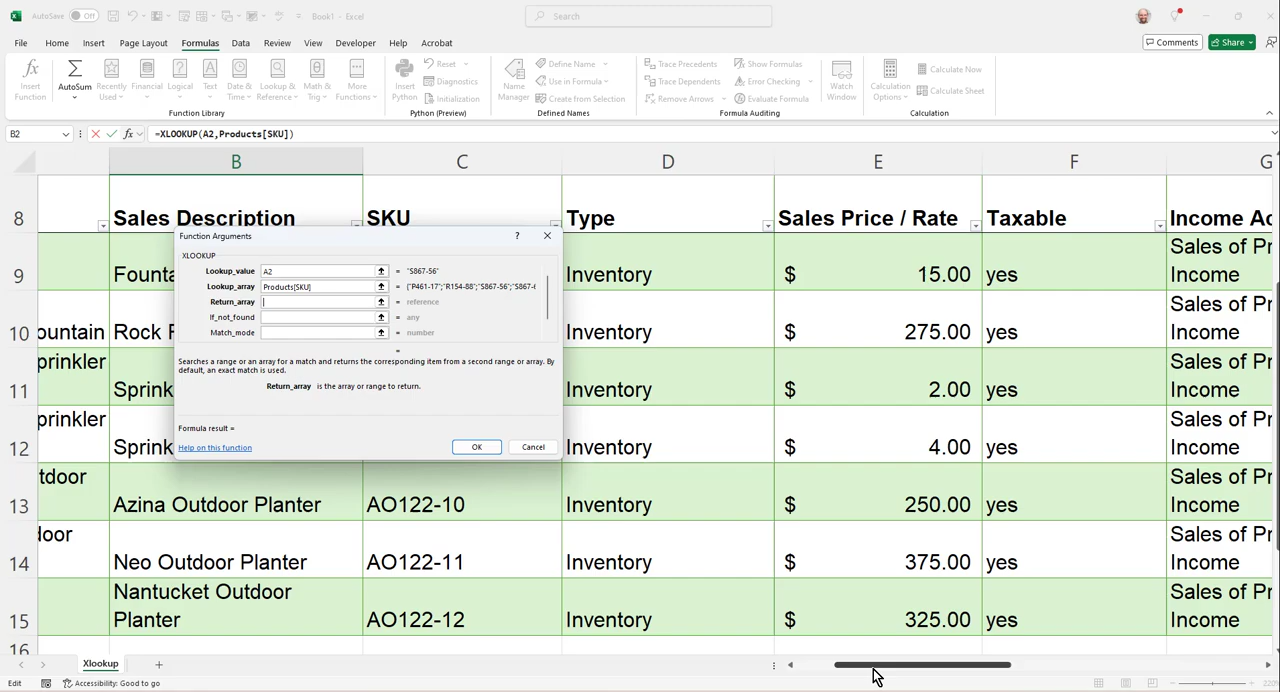 AutoSave Off Book1 - Excel Search
File Home Insert Page Layout Formulas Data Review View Developer Help Acrobat Comments Share
Insert Function
AutoSum
Recently Used
Financial
Logical
Text
Date & Time
Lookup & Reference
Math & Trig
More Functions
Function Library
Insert Python
Reset
Diagnostics
Initialization
Python (Preview)
Name Manager
Define Name
Use in Formula
Create from Selection
Defined Names
Trace Precedents
Trace Dependents
Remove Arrows
Show Formulas
Error Checking
Evaluate Formula
Formula Auditing
Watch Window
Calculation Options
Calculate Now
Calculate Sheet
Calculation
B2 fx =XLOOKUP(A2,Products[SKU])
B C D E F G
8 Sales Description SKU Type Sales Price / Rate Taxable Income Ac
Function Arguments ?
XLOOKUP
Lookup_value A2 = "S867-56"
Lookup_array Products[SKU] = {"P461-17";"R154-88";"S867-56";"S867-6
Return_array = reference
If_not_found = any
Match_mode = number
=
Searches a range or an array for a match and returns the corresponding item from a second range or array. By
default, an exact match is used.
Return_array is the array or range to return.
Formula result =
Help on this function OK Cancel
9 Founta Inventory $ 15.00 yes Sales of Pr
Income
10 ountain Rock F Inventory $ 275.00 yes Sales of Pr
Income
11 prinkler Sprin Inventory $ 2.00 yes Sales of Pr
Income
12 prinkler Sprink Inventory $ 4.00 yes Sales of Pr
Income
13 tdoor Azina Outdoor Planter AO122-10 Inventory $ 250.00 yes Sales of Pr
Income
14 door Neo Outdoor Planter AO122-11 Inventory $ 375.00 yes Sales of Pr
Income
15 Nantucket Outdoor
Planter AO122-12 Inventory $ 325.00 yes Sales of Pr
Income
16
Xlookup
Edit Accessibility: Good to go 220%